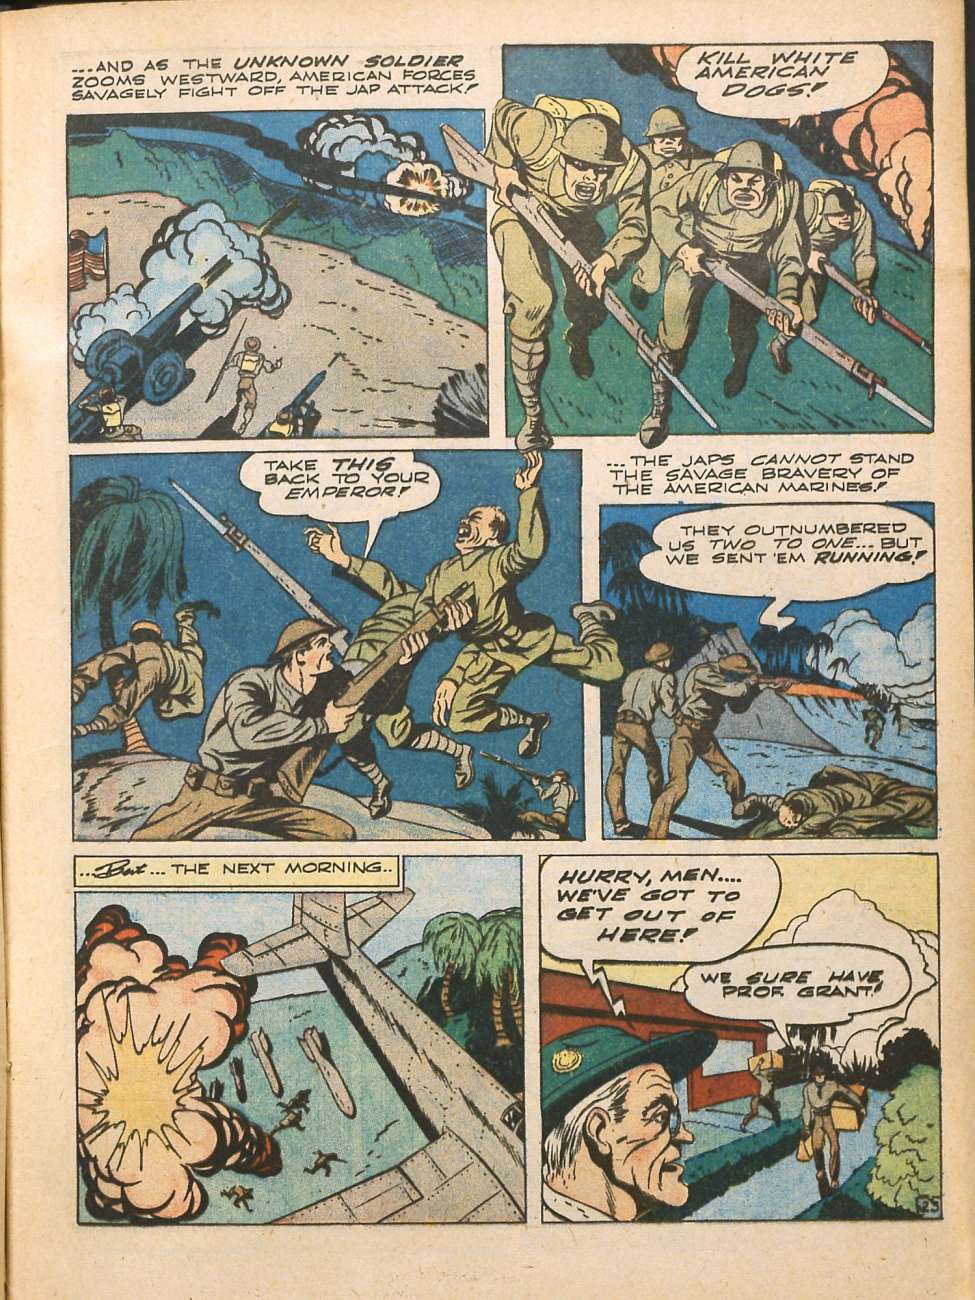 ...AND AS THE UNKNOWN SOLDIER
ZOOMS WESTWARD, AMERICAN FORCES
SAVAGELY FIGHT OFF THE JAP ATTACK!
KILL WHITE
AMERICAN
DOGS!
TAKE THIS
BACK TO YOUR
EMPEROR!
...THE JAPS CANNOT STAND
THE SAVAGE BRAVERY OF
THE AMERICAN MARINES!
THEY OUTNUMBERED
US TWO TO ONE... BUT
WE SENT 'EM RUNNING!
...But... THE NEXT MORNING..
HURRY, MEN....
WE'VE GOT TO
GET OUT OF
HERE!
WE SURE HAVE
PROF. GRANT!
25